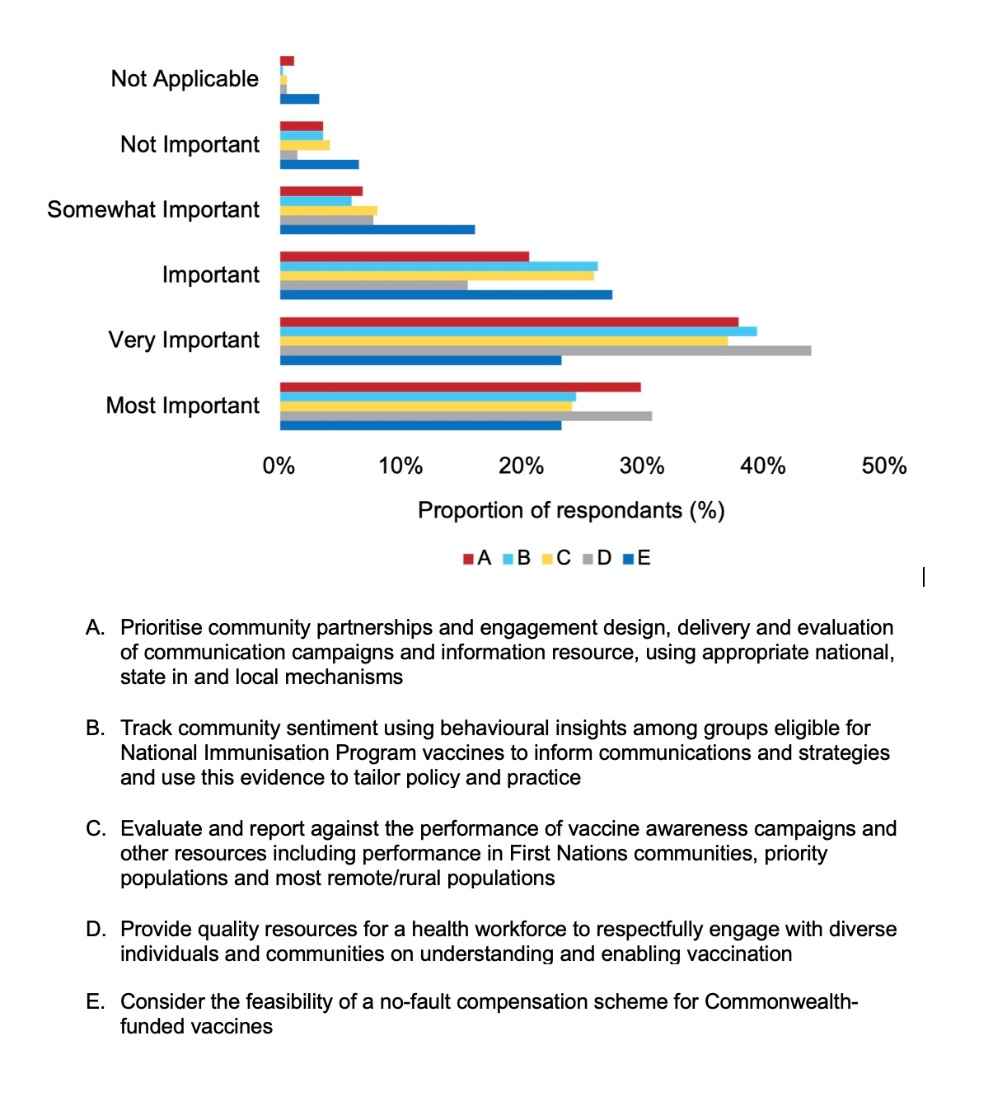 Not Applicable
Not Important
Somewhat Important
Important
Very Important
Most Important
0% 10% 20% 30% 40% 50%
Proportion of respondants (%)
A B C D E
A. Prioritise community partnerships and engagement design, delivery and evaluation
of communication campaigns and information resource, using appropriate national,
state in and local mechanisms
B. Track community sentiment using behavioural insights among groups eligible for
National Immunisation Program vaccines to inform communications and strategies
and use this evidence to tailor policy and practice
C. Evaluate and report against the performance of vaccine awareness campaigns and
other resources including performance in First Nations communities, priority
populations and most remote/rural populations
D. Provide quality resources for a health workforce to respectfully engage with diverse
individuals and communities on understanding and enabling vaccination
E. Consider the feasibility of a no-fault compensation scheme for Commonwealth-
funded vaccines